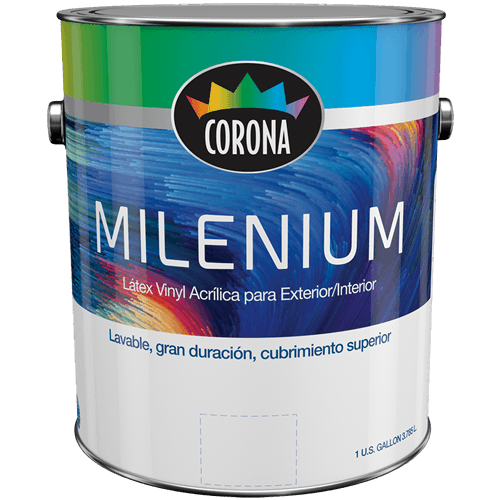 CORONA
MILENIUM
Látex Vinyl Acrílica para Exterior/Interior
Lavable, gran duración, cubrimiento superior
1 U.S. GALLON 3.785 L